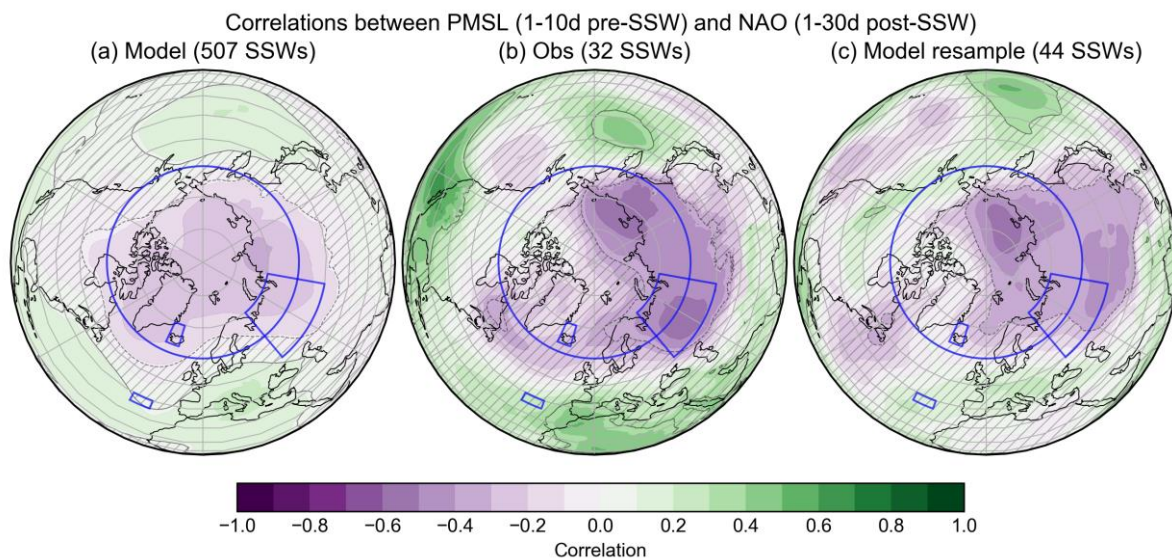 Correlations between PMSL (1-10d pre-SSW) and NAO (1-30d post-SSW)
(a) Model (507 SSWs) (b) Obs (32 SSWs) (c) Model resample (44 SSWs)
−1.0 −0.8 −0.6 −0.4 −0.2 0.0 0.2 0.4 0.6 0.8 1.0
Correlation